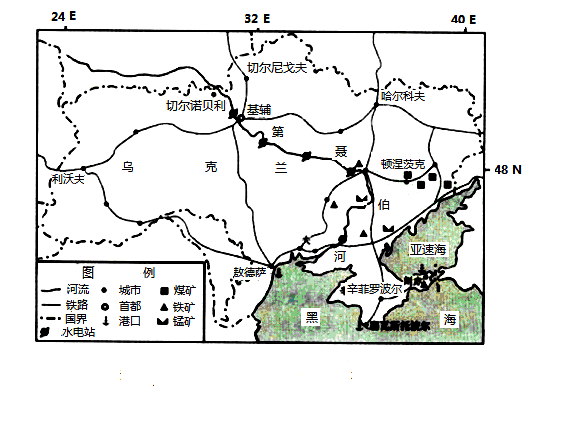 24 E
32 E
40 E
切尔尼戈夫
切尔诺贝利
基辅
哈尔科夫
第
聂
乌
克
兰
顿涅茨克
48 N
利沃夫
伯
亚速海
河
敖德萨
辛菲罗波尔
黑
海
图 例
河流 城市 煤矿
铁路 首都 铁矿
国界 港口 锰矿
水电站